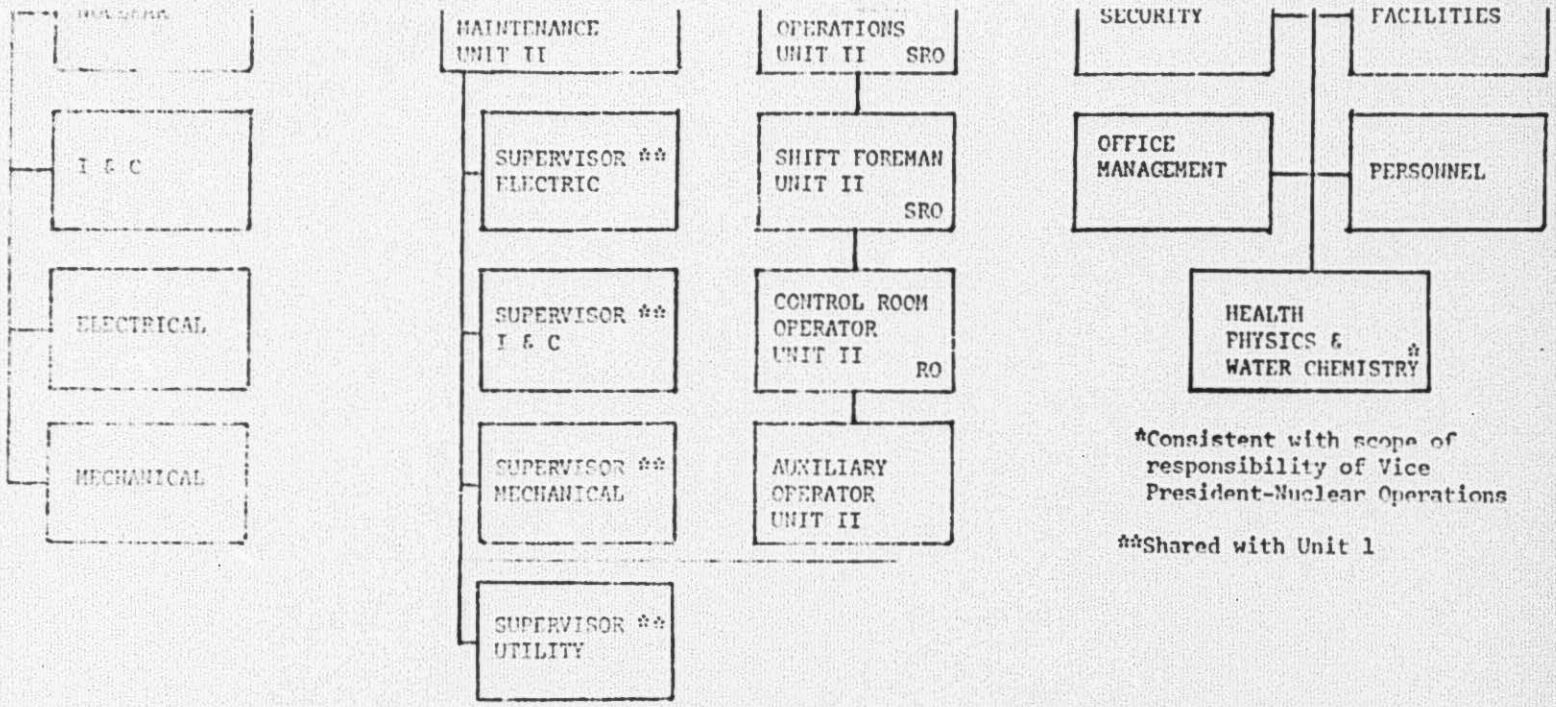 NUCLEAR
I & C
ELECTRICAL
MECHANICAL
MAINTENANCE
UNIT II
SUPERVISOR **
ELECTRIC
SUPERVISOR **
I & C
SUPERVISOR **
MECHANICAL
SUPERVISOR **
UTILITY
OPERATIONS
UNIT II SRO
SHIFT FOREMAN
UNIT II
SRO
CONTROL ROOM
OPERATOR
UNIT II
RO
AUXILIARY
OPERATOR
UNIT II
SECURITY
FACILITIES
OFFICE
MANAGEMENT
PERSONNEL
HEALTH
PHYSICS &
WATER CHEMISTRY *
*Consistent with scope of
responsibility of Vice
President-Nuclear Operations
**Shared with Unit 1